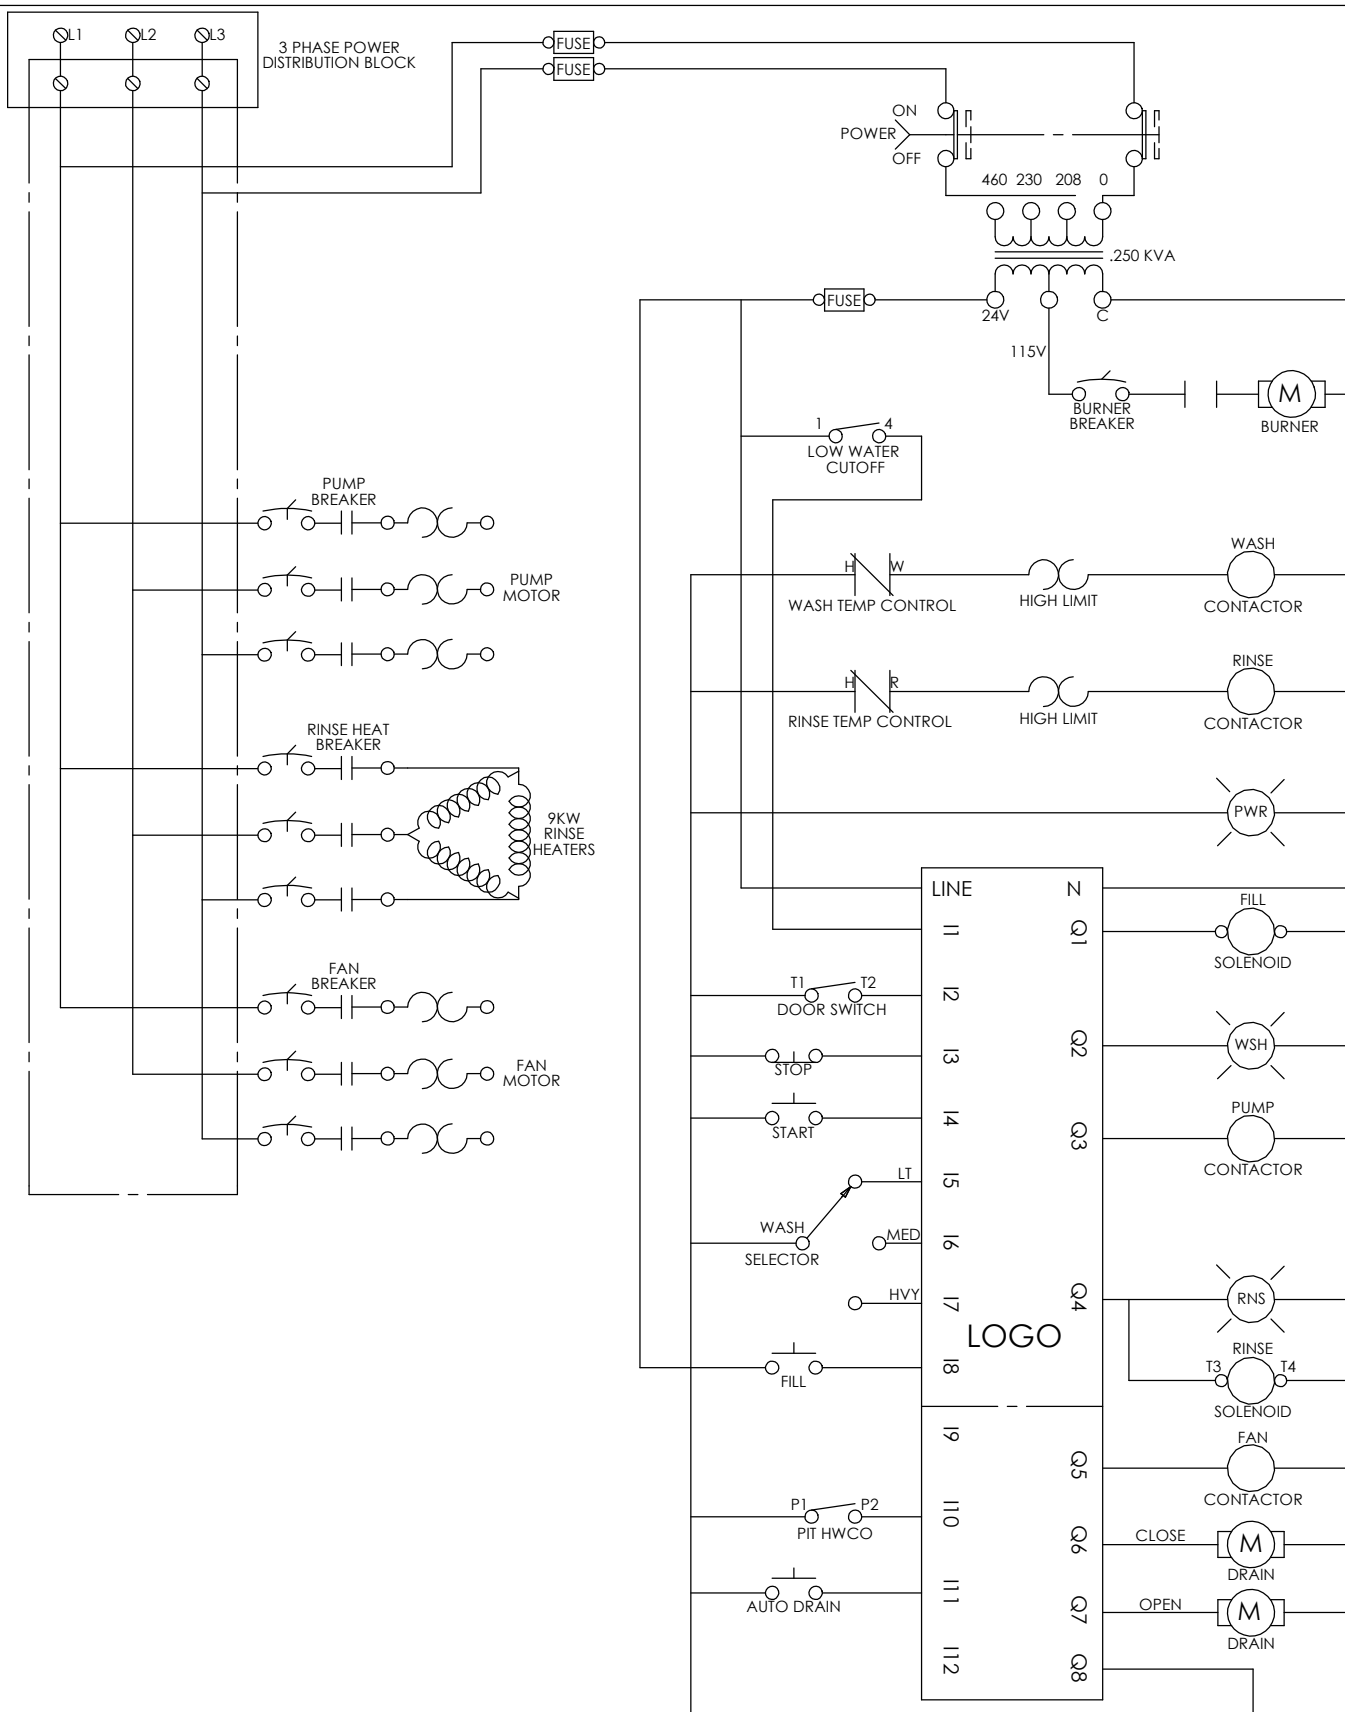 L1 L2 L3
3 PHASE POWER
DISTRIBUTION BLOCK
FUSE
FUSE
ON
POWER
OFF
460 230 208 0
.250 KVA
FUSE
24V
C
115V
BURNER
BREAKER
M
BURNER
1 4
LOW WATER
CUTOFF
PUMP
BREAKER
PUMP
MOTOR
H W
WASH TEMP CONTROL
HIGH LIMIT
WASH
CONTACTOR
H R
RINSE TEMP CONTROL
HIGH LIMIT
RINSE
CONTACTOR
RINSE HEAT
BREAKER
9KW
RINSE
HEATERS
PWR
LINE N
I1 Q1
FILL
SOLENOID
FAN
BREAKER
FAN
MOTOR
T1 T2
DOOR SWITCH
I2
Q2
WSH
STOP
I3
START
I4
Q3
PUMP
CONTACTOR
LT
I5
WASH
SELECTOR
MED
I6
HVY
I7
Q4
RNS
LOGO
RINSE
T3 T4
SOLENOID
FILL
I8
I9
Q5
FAN
CONTACTOR
P1 P2
PIT HWCO
I10
Q6
CLOSE
M
DRAIN
AUTO DRAIN
I11
Q7
OPEN
M
DRAIN
I12
Q8